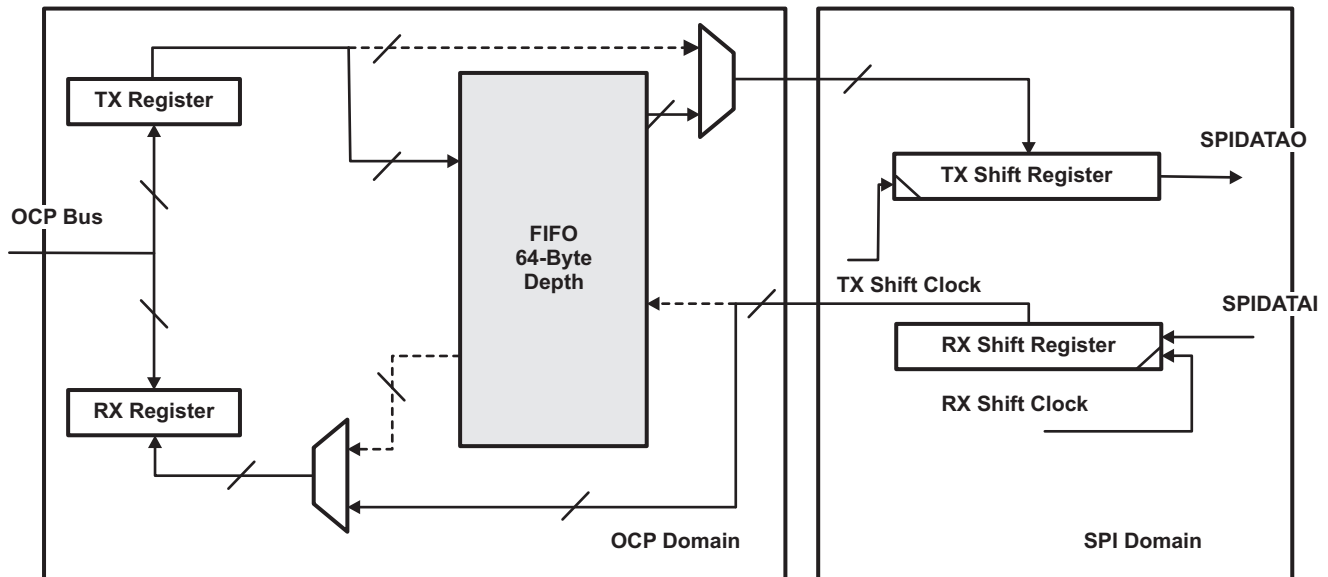 TX Register
SPIDATAO
TX Shift Register
OCP Bus
FIFO
64-Byte
Depth
TX Shift Clock
SPIDATAI
RX Shift Register
RX Shift Clock
RX Register
OCP Domain
SPI Domain